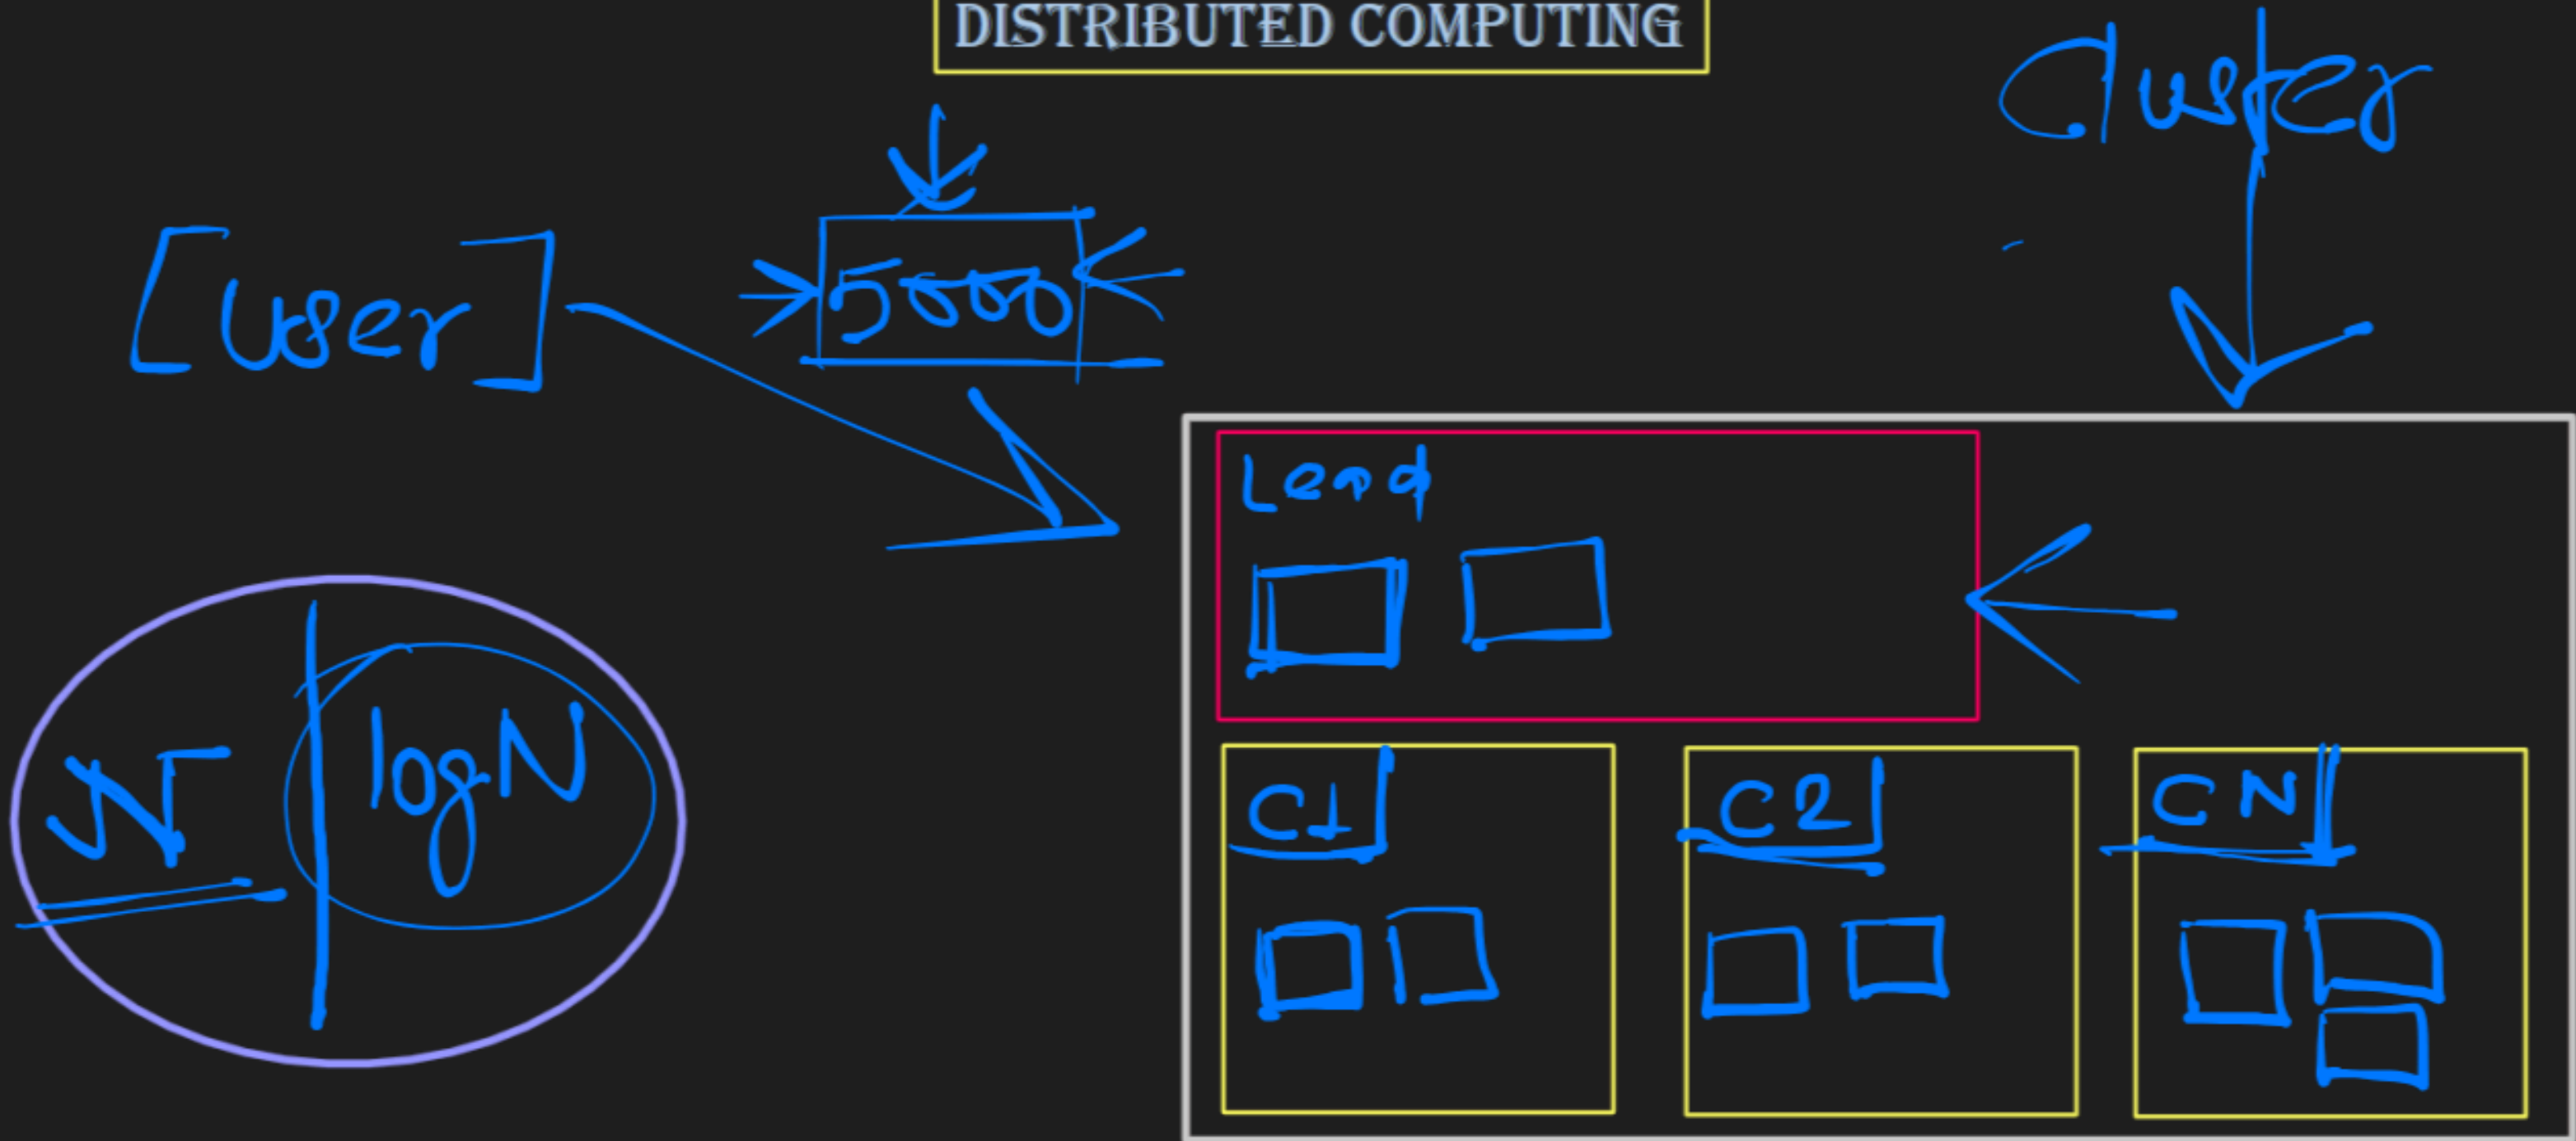 DISTRIBUTED COMPUTING
Cluster
[User]
5000
Lead
N
logN
C1
C2
CN